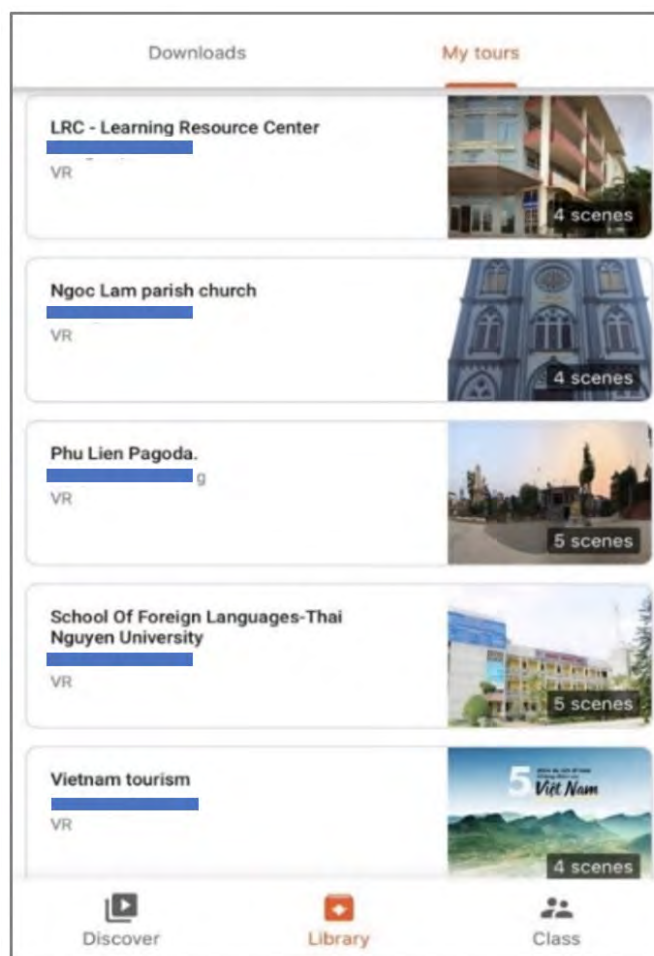 Downloads
My tours
LRC - Learning Resource Center
VR
4 scenes
Ngoc Lam parish church
VR
4 scenes
Phu Lien Pagoda.
g
VR
5 scenes
School Of Foreign Languages-Thai
Nguyen University
VR
5 scenes
Vietnam tourism
VR
5
Việt Nam
4 scenes
Discover
Library
Class